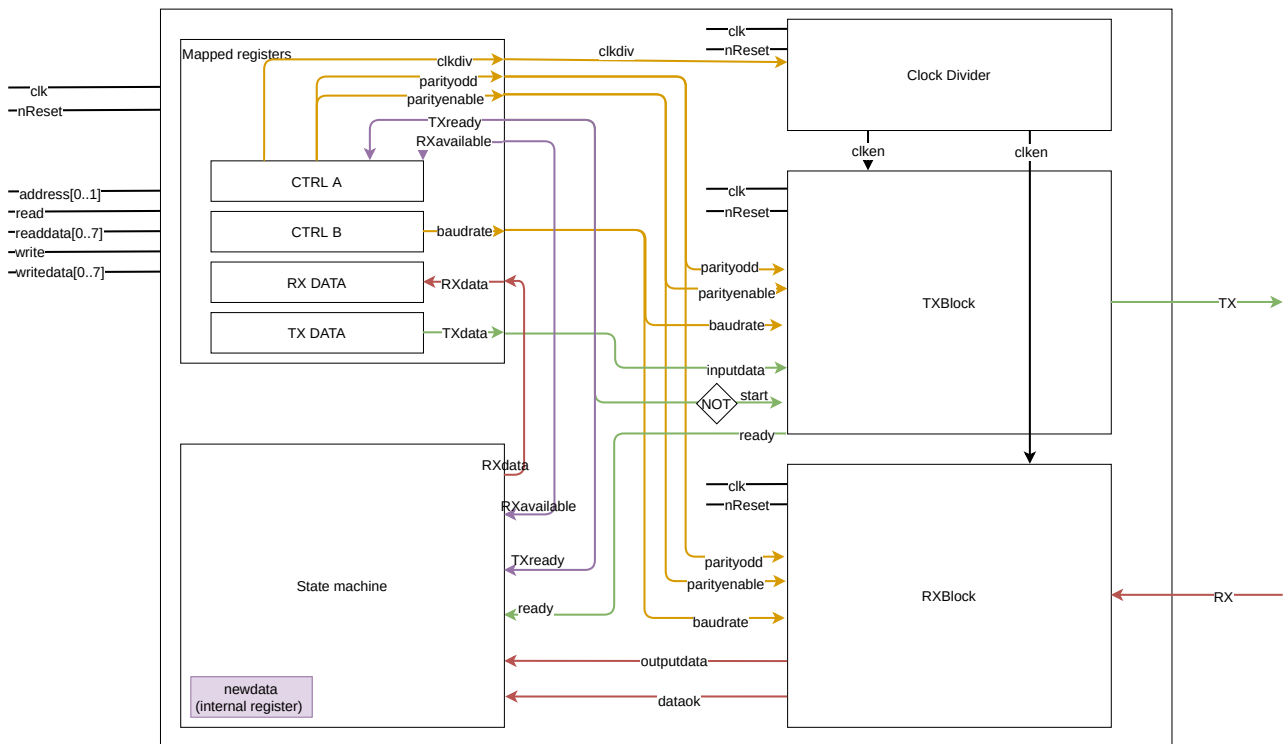 clk
nReset
address[0..1]
read
readdata[0..7]
write
writedata[0..7]
Mapped registers
clkdiv
parityodd
parityenable
TXready
RXavailable
CTRL A
CTRL B
baudrate
RX DATA
RXdata
TX DATA
TXdata
clkdiv
clk
nReset
Clock Divider
clken
clken
clk
nReset
parityodd
parityenable
baudrate
inputdata
NOT
start
ready
TXBlock
TX
RXdata
RXavailable
TXready
ready
State machine
newdata
(internal register)
clk
nReset
parityodd
parityenable
baudrate
outputdata
dataok
RXBlock
RX